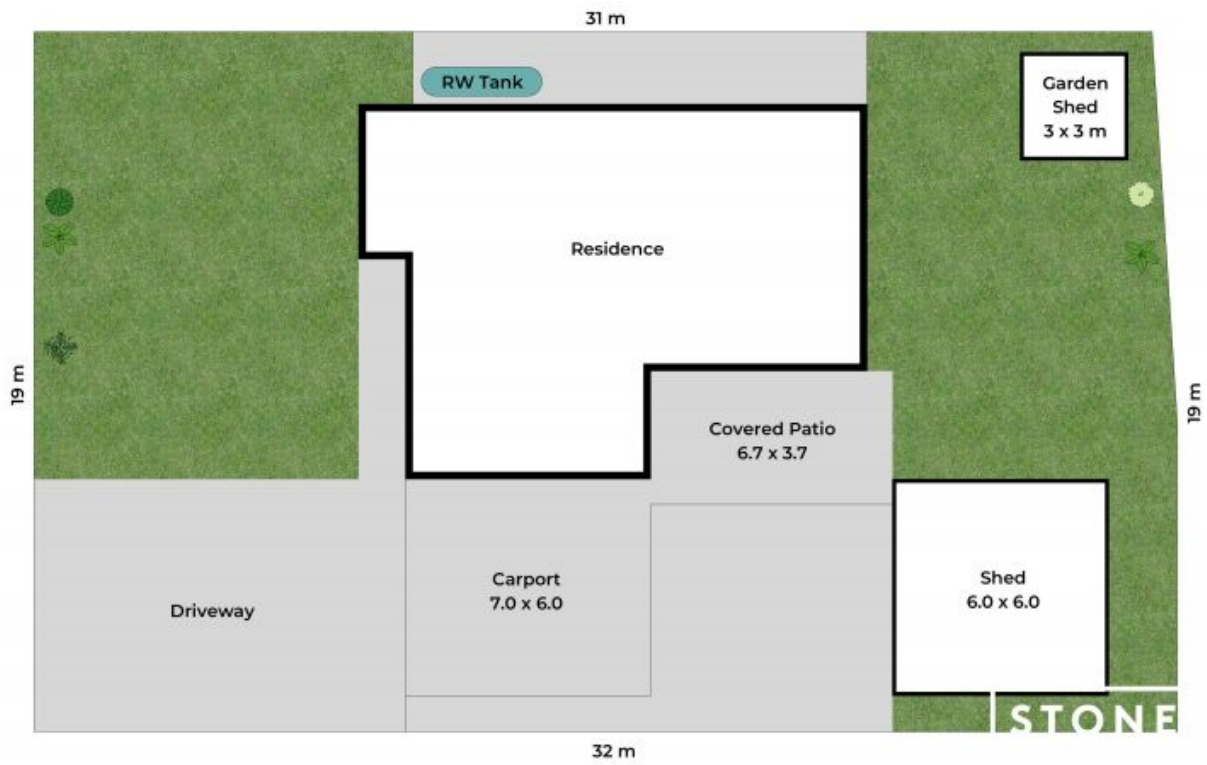 31 m
RW Tank
Garden
Shed
3 x 3 m
Residence
19 m
19 m
Covered Patio
6.7 x 3.7
Carport
7.0 x 6.0
Shed
6.0 x 6.0
Driveway
STONE
32 m